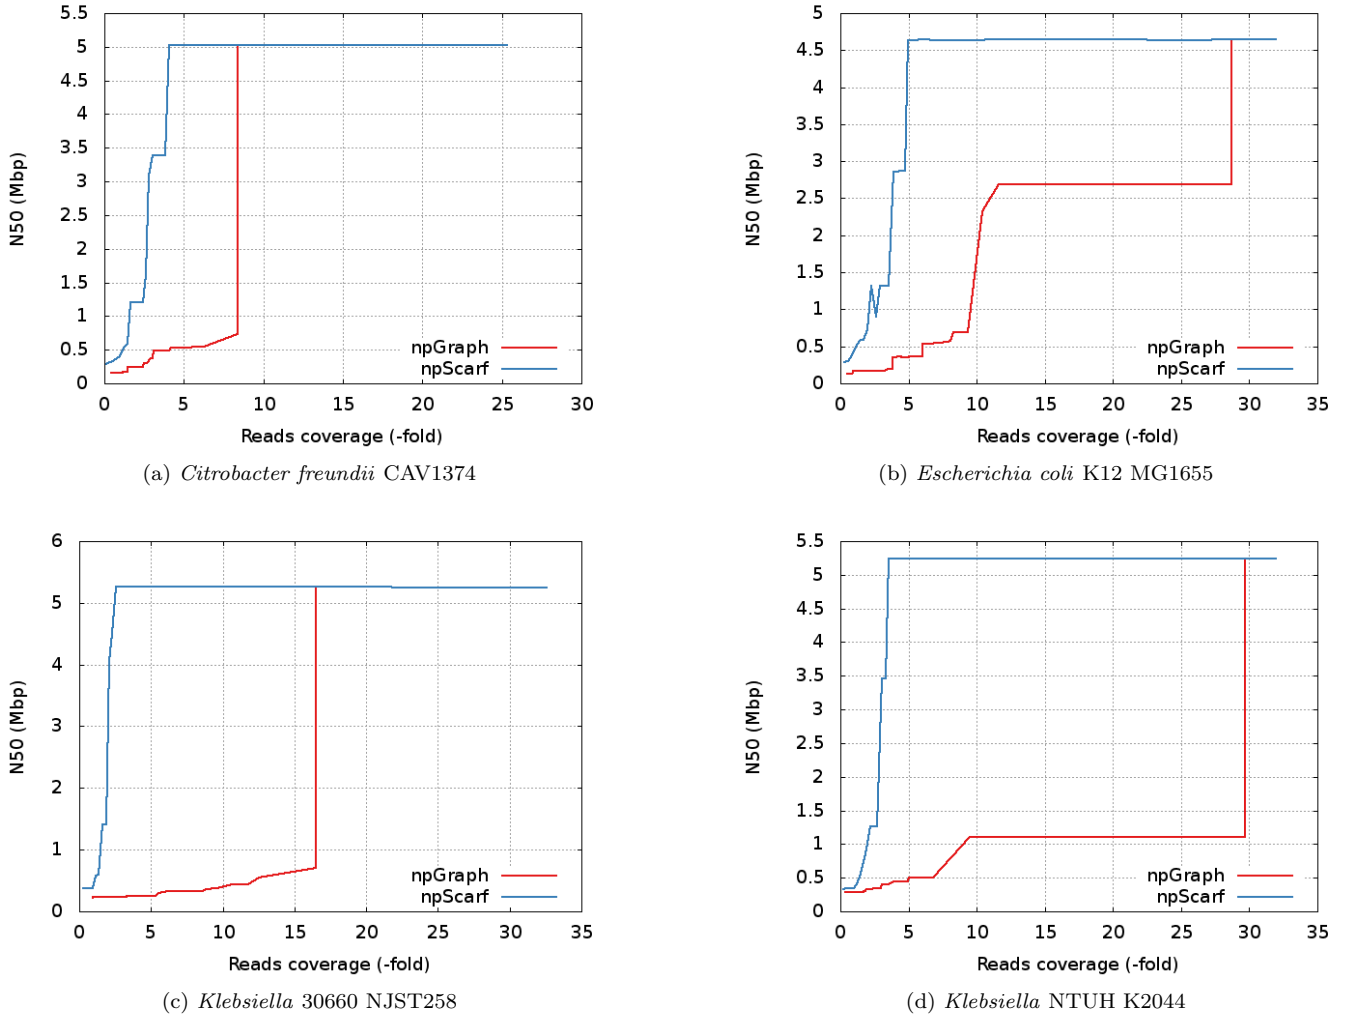 5.5
5
4.5
4
3.5
3
2.5
2
1.5
1
0.5
0
N50 (Mbp)
npGraph
npScarf
0 5 10 15 20 25 30
Reads coverage (-fold)
(a) Citrobacter freundii CAV1374
5
4.5
4
3.5
3
2.5
2
1.5
1
0.5
0
N50 (Mbp)
npGraph
npScarf
0 5 10 15 20 25 30 35
Reads coverage (-fold)
(b) Escherichia coli K12 MG1655
6
5
4
3
2
1
0
N50 (Mbp)
npGraph
npScarf
0 5 10 15 20 25 30 35
Reads coverage (-fold)
(c) Klebsiella 30660 NJST258
5.5
5
4.5
4
3.5
3
2.5
2
1.5
1
0.5
0
N50 (Mbp)
npGraph
npScarf
0 5 10 15 20 25 30 35
Reads coverage (-fold)
(d) Klebsiella NTUH K2044